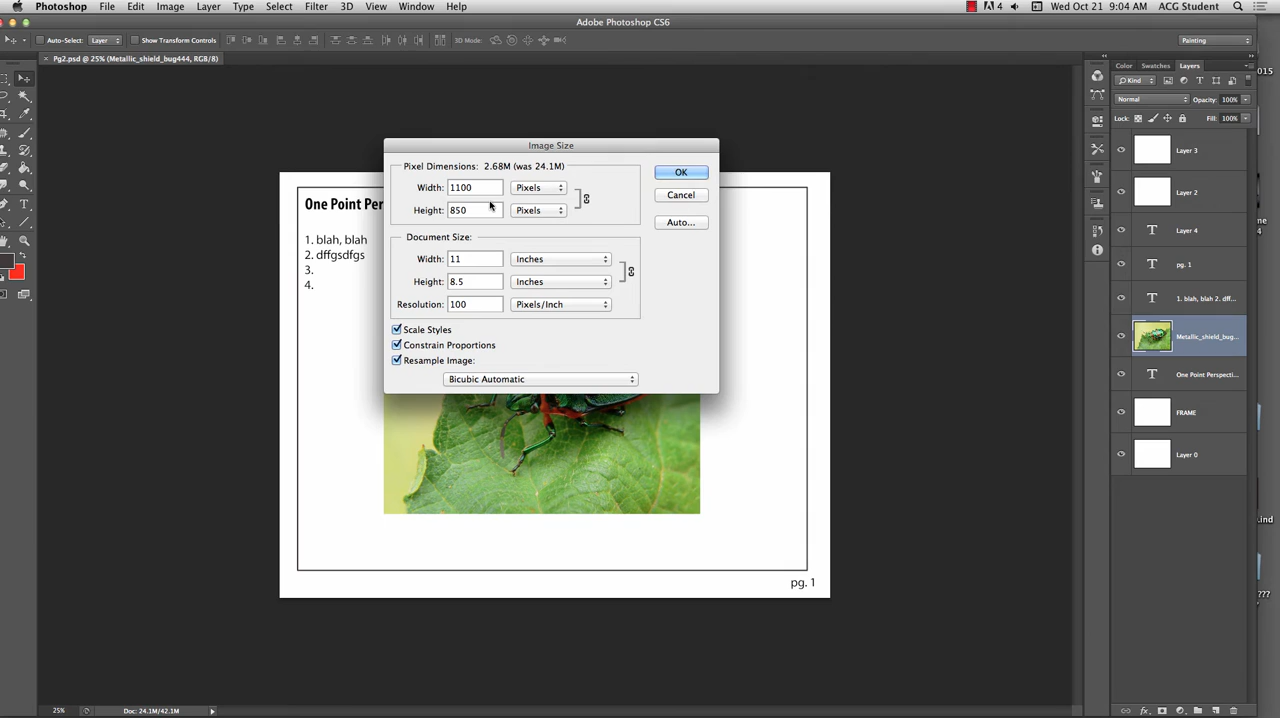 Photoshop File Edit Image Layer Type Select Filter 3D View Window Help 4 Wed Oct 21 9:04 AM ACG Student
Adobe Photoshop CS6
Auto-Select: Layer Show Transform Controls 3D Mode: Painting
× Pg2.psd @ 25% (Metallic_shield_bug444, RGB/8)
Color Swatches Layers
015
Kind
Normal Opacity: 100%
Lock: Fill: 100%
Layer 3
Layer 2
Layer 4
pg. 1
1. blah, blah 2. dff...
Metallic_shield_bug...
One Point Perspecti...
FRAME
Layer 0
Image Size
Pixel Dimensions: 2.68M (was 24.1M)
Width: 1100 Pixels
Height: 850 Pixels
Document Size:
Width: 11 Inches
Height: 8.5 Inches
Resolution: 100 Pixels/Inch
Scale Styles
Constrain Proportions
Resample Image:
Bicubic Automatic
OK
Cancel
Auto...
One Point Per
1. blah, blah
2. dffgsdfgs
3.
4.
pg. 1
.ind
???
25% Doc: 24.1M/42.1M